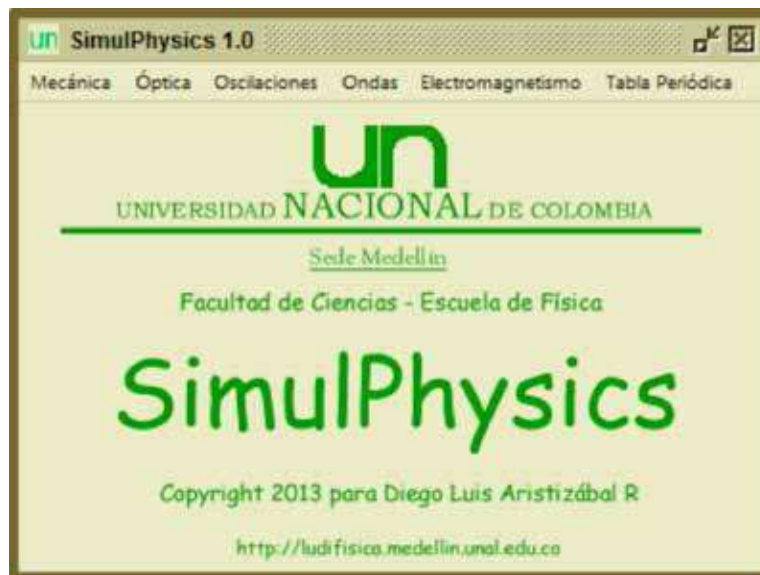 un SimulPhysics 1.0
Mecánica Óptica Oscilaciones Ondas Electromagnetismo Tabla Periódica
un
UNIVERSIDAD NACIONAL DE COLOMBIA
Sede Medellín
Facultad de Ciencias - Escuela de Física
SimulPhysics
Copyright 2013 para Diego Luis Aristizábal R
http://ludifisica.medellin.unal.edu.co